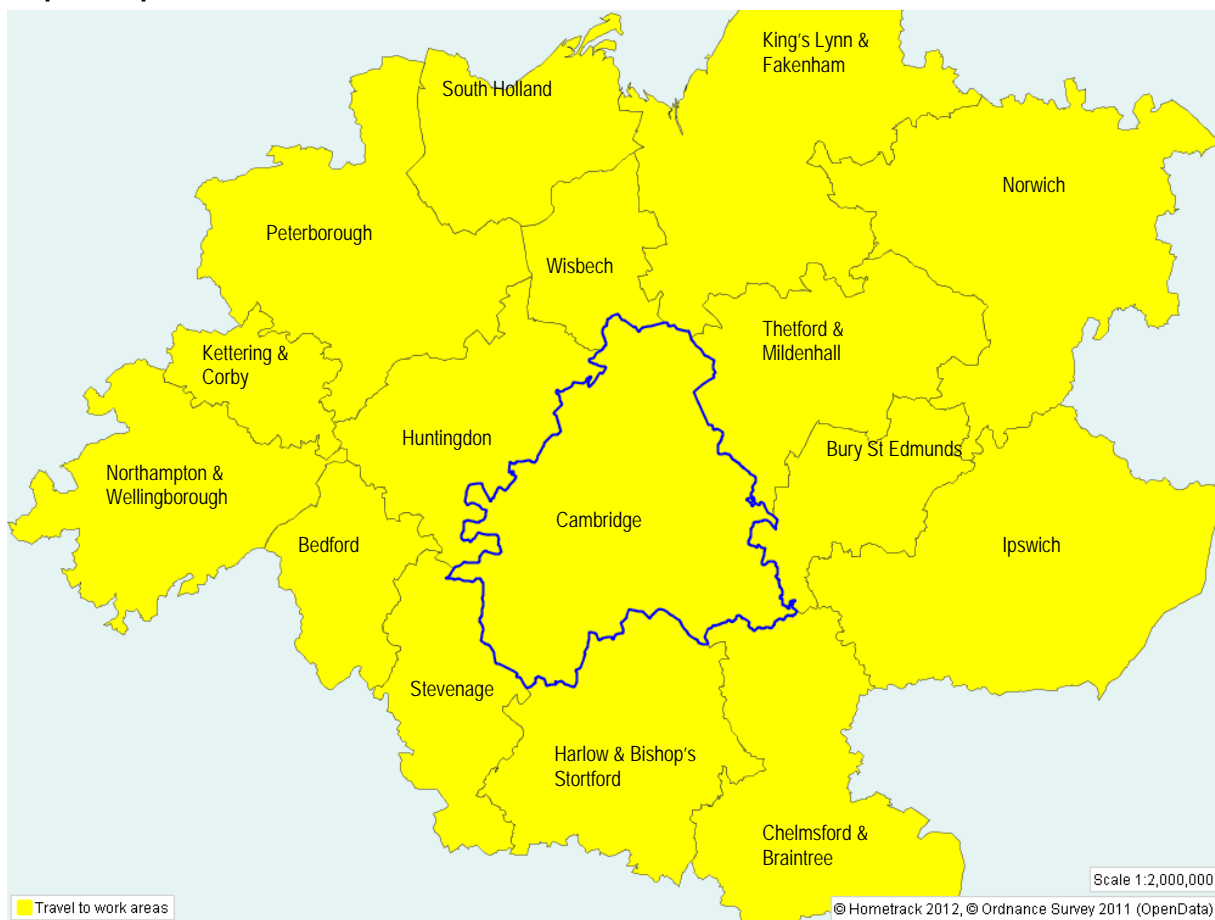 King's Lynn &
Fakenham
South Holland
Norwich
Peterborough
Wisbech
Thetford &
Mildenhall
Kettering &
Corby
Huntingdon
Bury St Edmunds
Northampton &
Wellingborough
Cambridge
Bedford
Ipswich
Stevenage
Harlow & Bishop's
Stortford
Chelmsford &
Braintree
Scale 1:2,000,000
Travel to work areas
© Hometrack 2012, © Ordnance Survey 2011 (OpenData)